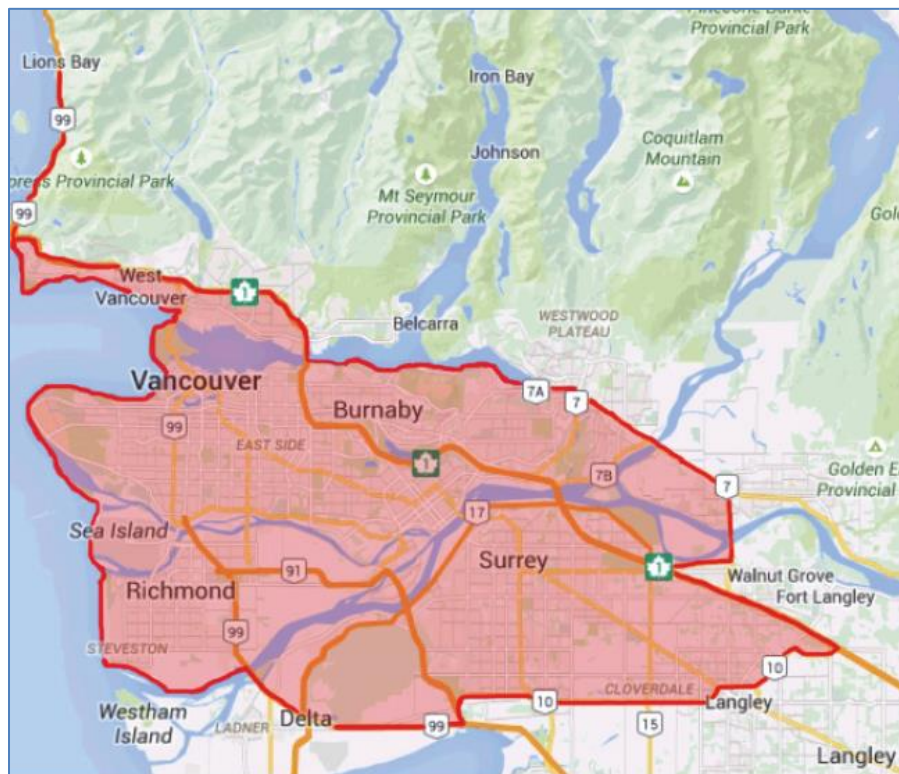 Pinecone Burke
Provincial Park
Lions Bay
Iron Bay
99
Coquitlam
Mountain
Johnson
press Provincial Park
Mt Seymour
Provincial Park
99
Gol
West
Vancouver
1
Belcarra
WESTWOOD
PLATEAU
Vancouver
7A
7
Burnaby
99
EAST SIDE
1
7B
Golden E
Provincial
7
17
Sea Island
Surrey
1
91
Walnut Grove
Fort Langley
Richmond
99
STEVESTON
10
CLOVERDALE
Westham
Island
LADNER
Delta
99
10
Langley
15
Langley